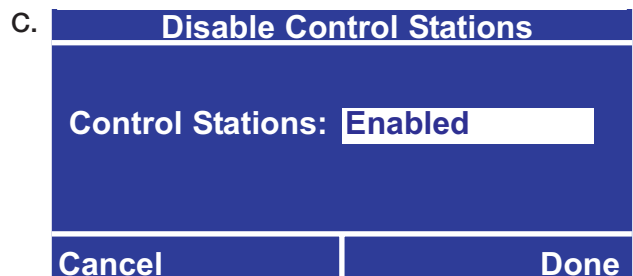 C. Disable Control Stations
Control Stations: Enabled
Cancel Done